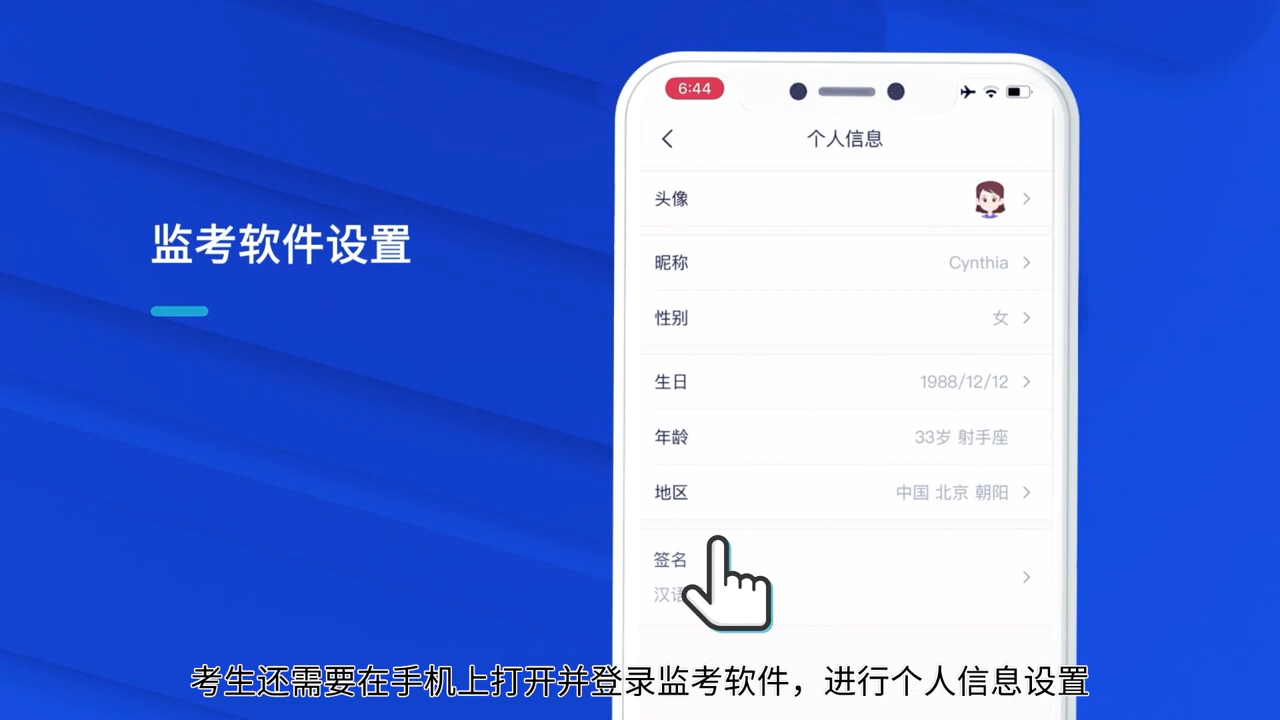 监考软件设置
6:44
个人信息
头像
昵称 Cynthia
性别 女
生日 1988/12/12
年龄 33岁 射手座
地区 中国 北京 朝阳
签名
汉语
考生还需要在手机上打开并登录监考软件，进行个人信息设置